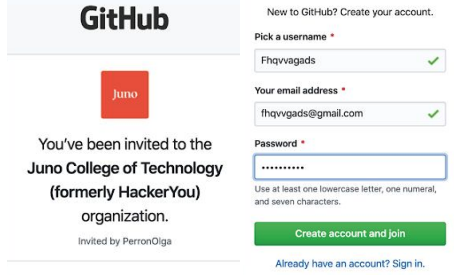 GitHub
Juno
You've been invited to the
Juno College of Technology
(formerly HackerYou)
organization.
Invited by PerronOlga
New to GitHub? Create your account.
Pick a username *
Fhqvvagads
Your email address *
fhqvvgads@gmail.com
Password *
••••••••••
Use at least one lowercase letter, one numeral,
and seven characters.
Create account and join
Already have an account? Sign in.